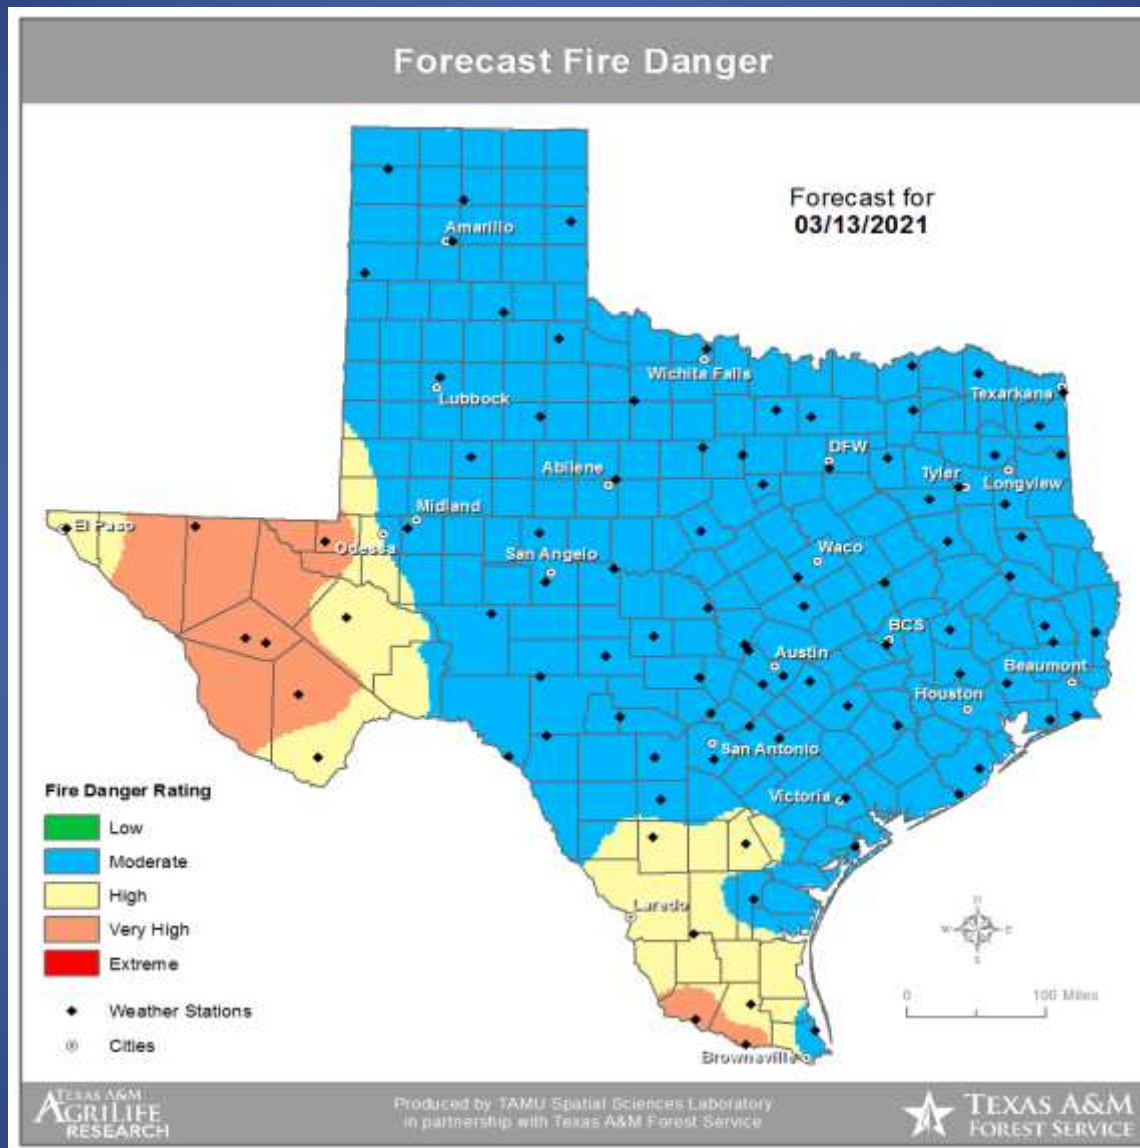 Forecast Fire Danger
Forecast for
03/13/2021
Amarillo
Wichita Falls
Lubbock
Texarkana
DFW
Abilene
Tyler
Longview
Midland
El Paso
Odessa
San Angelo
Waco
BCS
Austin
Beaumont
Houston
San Antonio
Victoria
Laredo
Brownsville
Fire Danger Rating
Low
Moderate
High
Very High
Extreme
Weather Stations
Cities
N
W
E
S
0
100 Miles
TEXAS A&M
AGRILIFE
RESEARCH
Produced by TAMU Spatial Sciences Laboratory
in partnership with Texas A&M Forest Service
TEXAS A&M
FOREST SERVICE